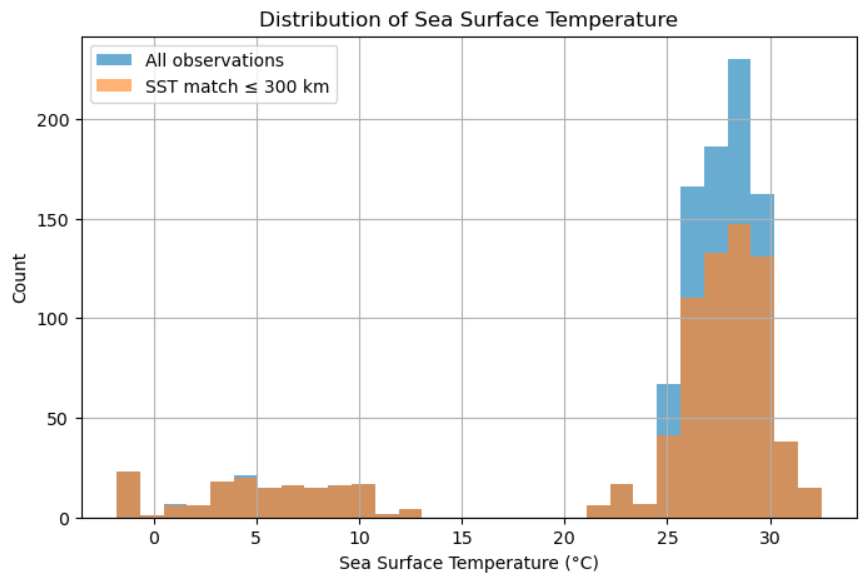 Distribution of Sea Surface Temperature
All observations
SST match ≤ 300 km
Count
200
150
100
50
0
0 5 10 15 20 25 30
Sea Surface Temperature (°C)